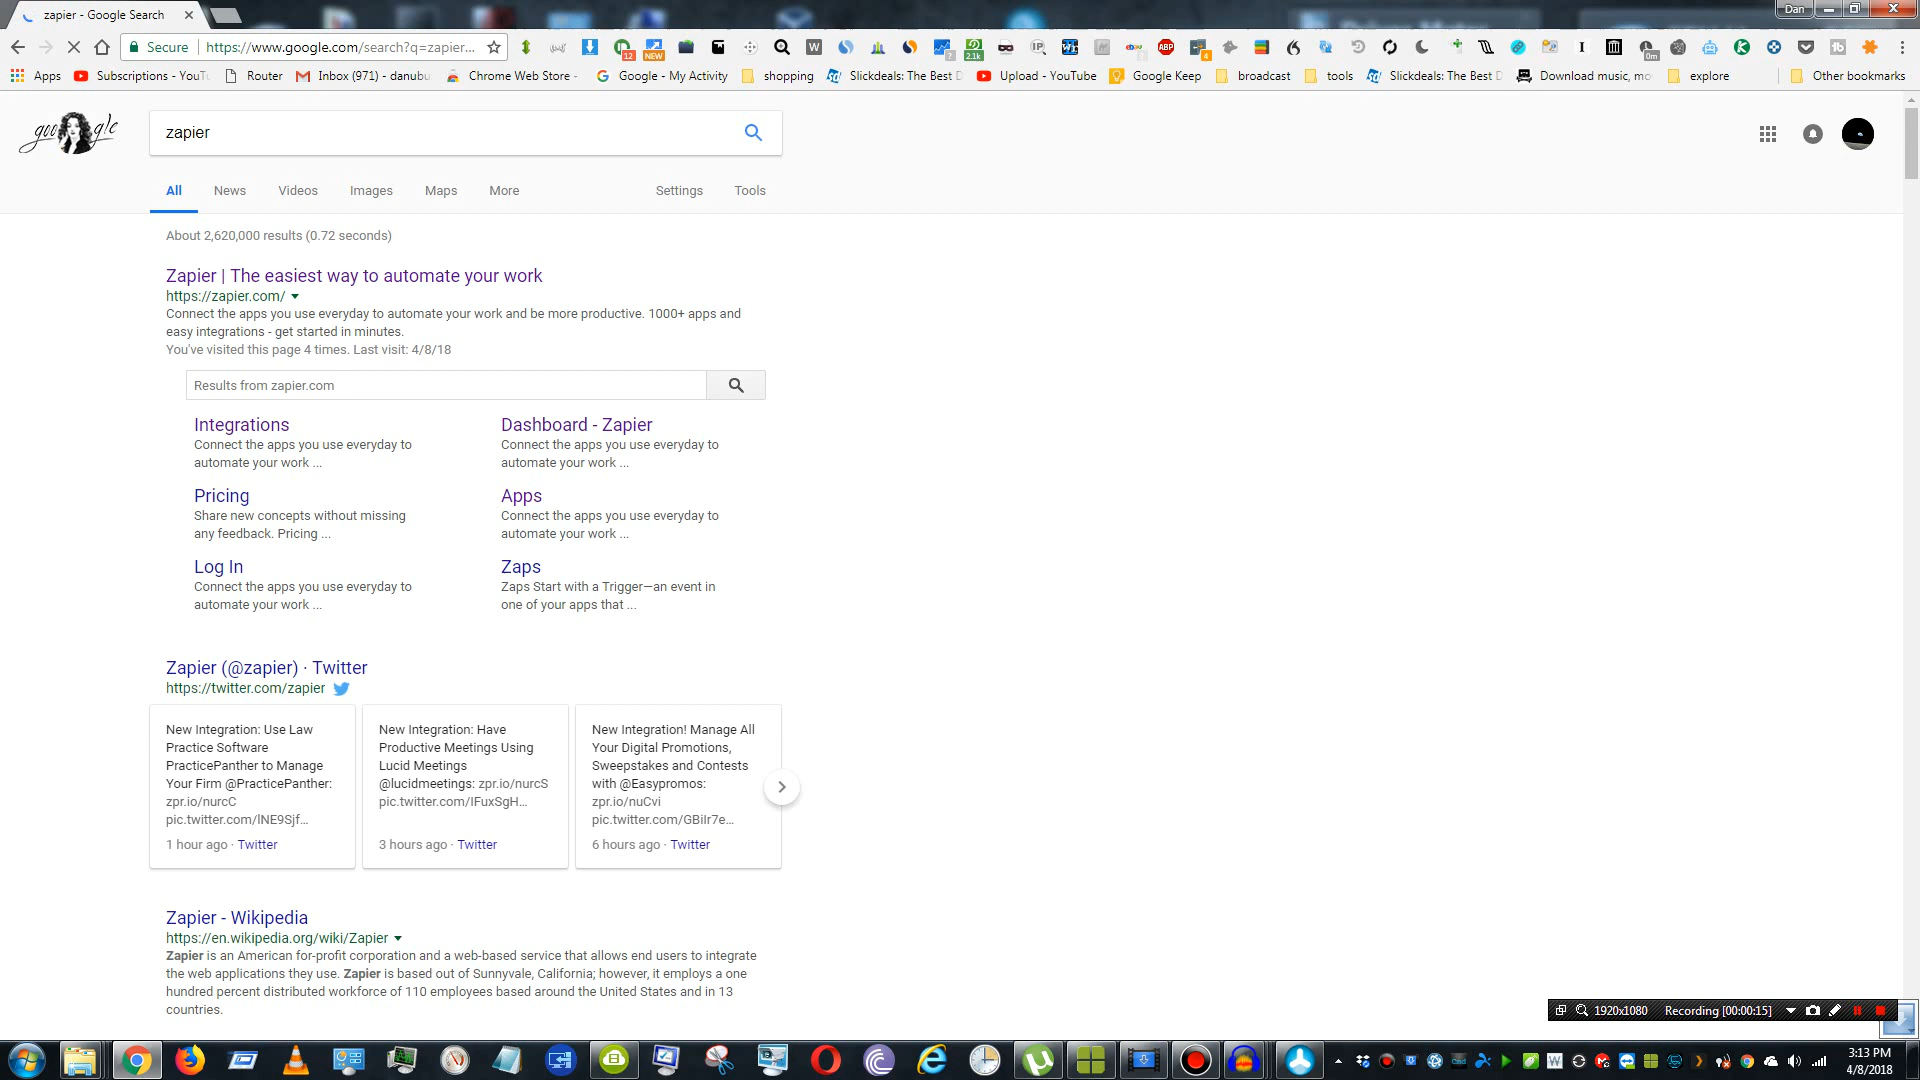 zapier - Google Search
Dan
Secure
https://www.google.com/search?q=zapier...
Apps
Subscriptions - YouTu
Router
Inbox (971) - danubu
Chrome Web Store -
Google - My Activity
shopping
Slickdeals: The Best D
Upload - YouTube
Google Keep
broadcast
tools
Slickdeals: The Best D
Download music, mo
explore
Other bookmarks
google
zapier
All
News
Videos
Images
Maps
More
Settings
Tools
About 2,620,000 results (0.72 seconds)
Zapier | The easiest way to automate your work
https://zapier.com/
Connect the apps you use everyday to automate your work and be more productive. 1000+ apps and
easy integrations - get started in minutes.
You've visited this page 4 times. Last visit: 4/8/18
Results from zapier.com
Integrations
Connect the apps you use everyday to
automate your work ...
Dashboard - Zapier
Connect the apps you use everyday to
automate your work ...
Pricing
Share new concepts without missing
any feedback. Pricing ...
Apps
Connect the apps you use everyday to
automate your work ...
Log In
Connect the apps you use everyday to
automate your work ...
Zaps
Zaps Start with a Trigger—an event in
one of your apps that ...
Zapier (@zapier) · Twitter
https://twitter.com/zapier
New Integration: Use Law
Practice Software
PracticePanther to Manage
Your Firm @PracticePanther:
zpr.io/nurcC
pic.twitter.com/lNE9Sjf...
1 hour ago · Twitter
New Integration: Have
Productive Meetings Using
Lucid Meetings
@lucidmeetings: zpr.io/nurcS
pic.twitter.com/IFuxSgH...
3 hours ago · Twitter
New Integration! Manage All
Your Digital Promotions,
Sweepstakes and Contests
with @Easypromos:
zpr.io/nuCvi
pic.twitter.com/GBiIr7e...
6 hours ago · Twitter
Zapier - Wikipedia
https://en.wikipedia.org/wiki/Zapier
Zapier is an American for-profit corporation and a web-based service that allows end users to integrate
the web applications they use. Zapier is based out of Sunnyvale, California; however, it employs a one
hundred percent distributed workforce of 110 employees based around the United States and in 13
countries.
1920x1080
Recording [00:00:15]
3:13 PM
4/8/2018